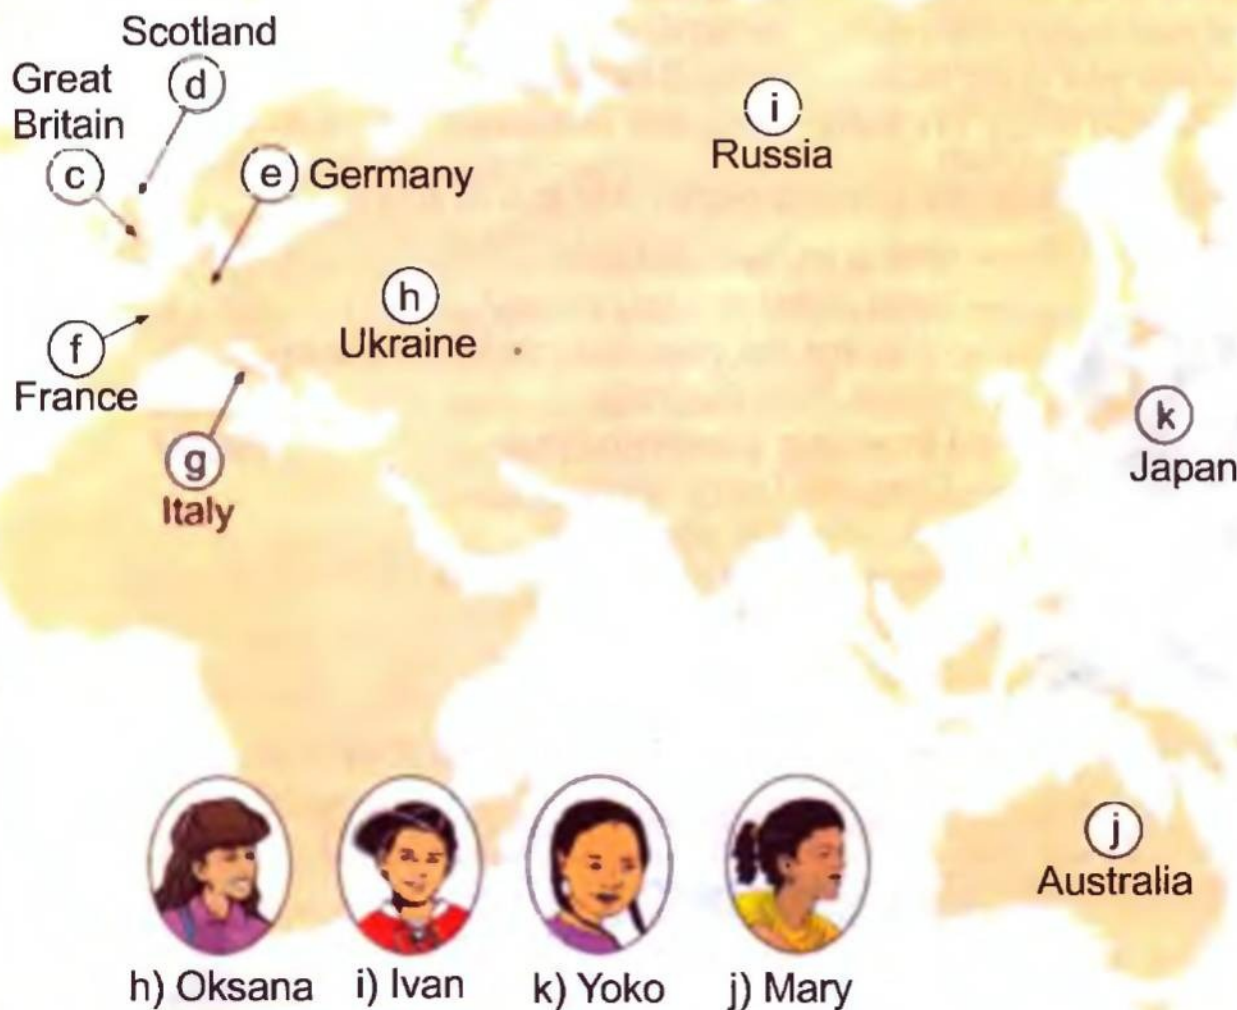 Scotland
d
Great
Britain
c
e Germany
i
Russia
h
Ukraine
f
France
g
Italy
k
Japan
j
Australia
h) Oksana i) Ivan k) Yoko j) Mary